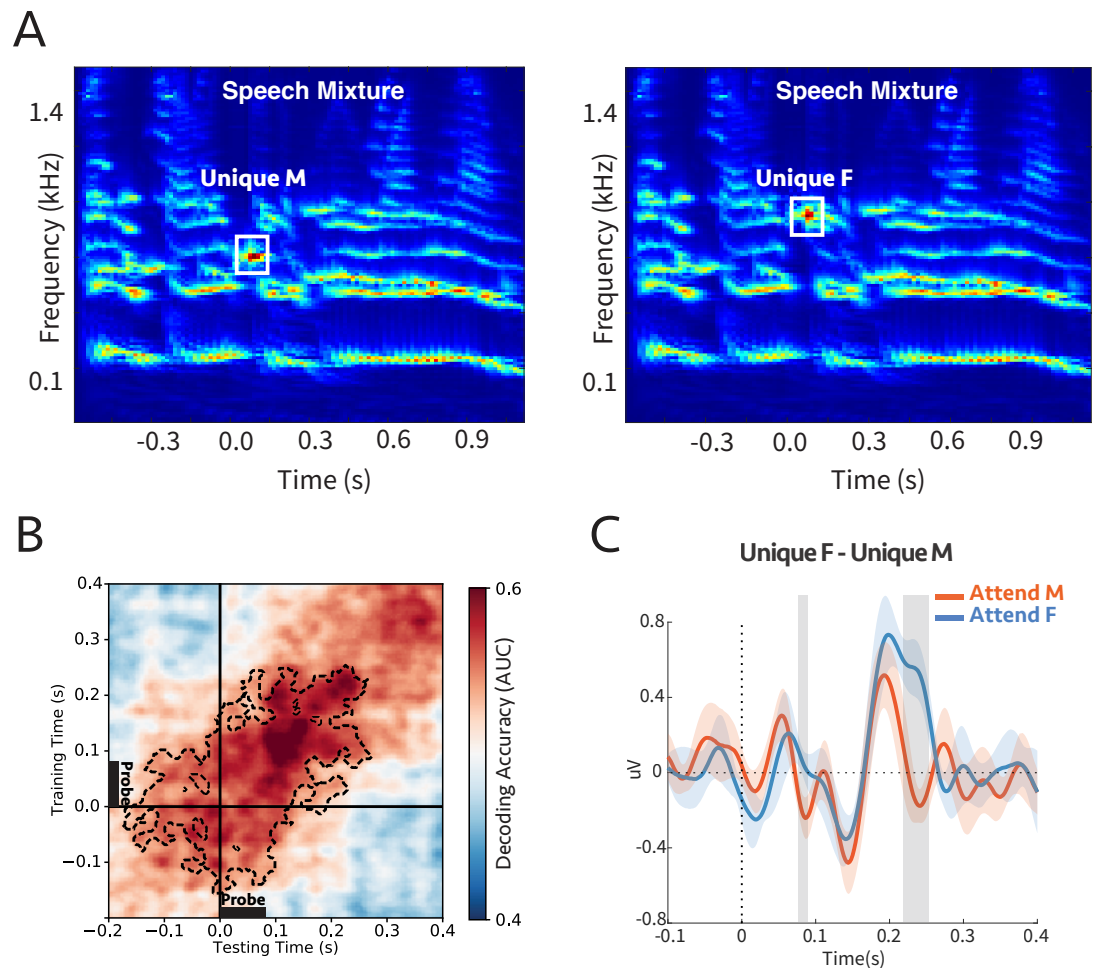 A
Speech Mixture
Unique M
1.4
0.1
Frequency (kHz)
-0.3 0.0 0.3 0.6 0.9
Time (s)
Speech Mixture
Unique F
1.4
0.1
Frequency (kHz)
-0.3 0.0 0.3 0.6 0.9
Time (s)
B
0.4
0.3
0.2
0.1
0.0
−0.1
−0.2 −0.1 0.0 0.1 0.2 0.3 0.4
Training Time (s)
Testing Time (s)
Probe
Probe
0.6
0.4
Decoding Accuracy (AUC)
C
Unique F - Unique M
Attend M
Attend F
0.8
0.4
0
-0.4
-0.8
uV
-0.1 0 0.1 0.2 0.3 0.4
Time(s)